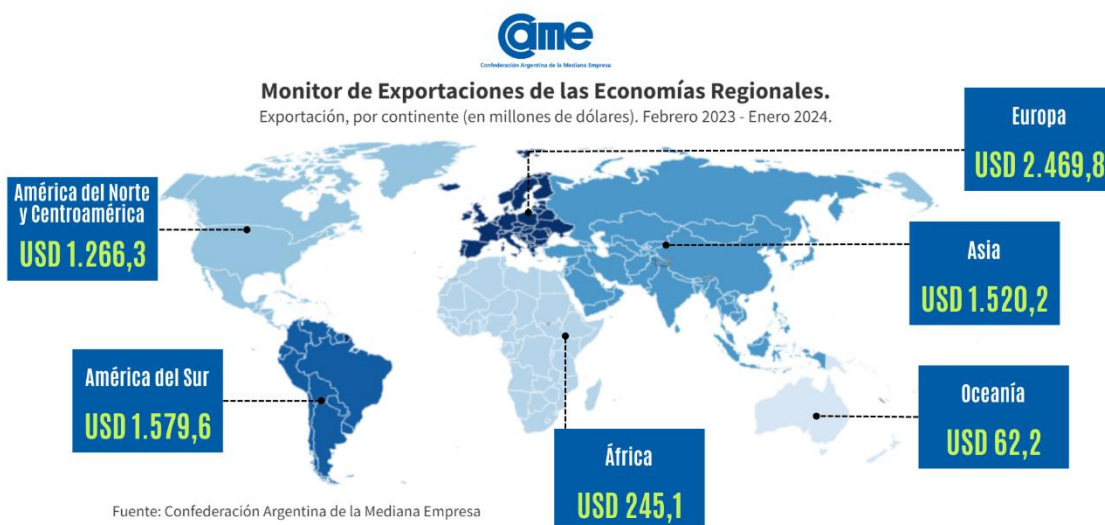 Came
Confederación Argentina de la Mediana Empresa
Monitor de Exportaciones de las Economías Regionales.
Exportación, por continente (en millones de dólares). Febrero 2023 - Enero 2024.
Europa
USD 2.469,8
América del Norte
y Centroamérica
USD 1.266,3
Asia
USD 1.520,2
América del Sur
USD 1.579,6
Oceanía
USD 62,2
África
USD 245,1
Fuente: Confederación Argentina de la Mediana Empresa